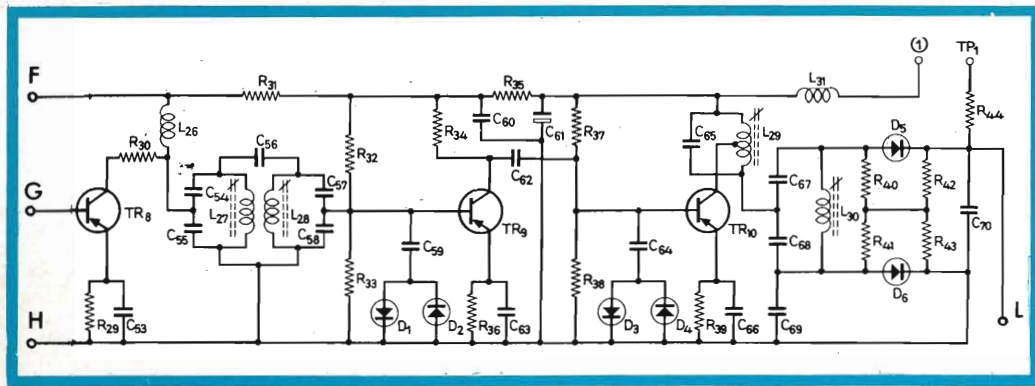 ① TP₁
F R₃₁ R₃₅ L₃₁
L₂₆ R₃₄ C₆₀ C₆₁ R₃₇ C₆₅ L₂₉ D₅ R₄₄
R₃₀ C₅₆ R₃₂ C₆₂
C₅₄ C₅₇ C₆₇ R₄₀ R₄₂
G TR₈ L₂₇ L₂₈ TR₉ TR₁₀ L₃₀ C₇₀
C₅₅ C₅₈ C₅₉ C₆₄ C₆₈ R₄₁ R₄₃
R₃₃ R₃₈ D₆
H R₂₉ C₅₃ D₁ D₂ R₃₆ C₆₃ D₃ D₄ R₃₉ C₆₆ C₆₉ L